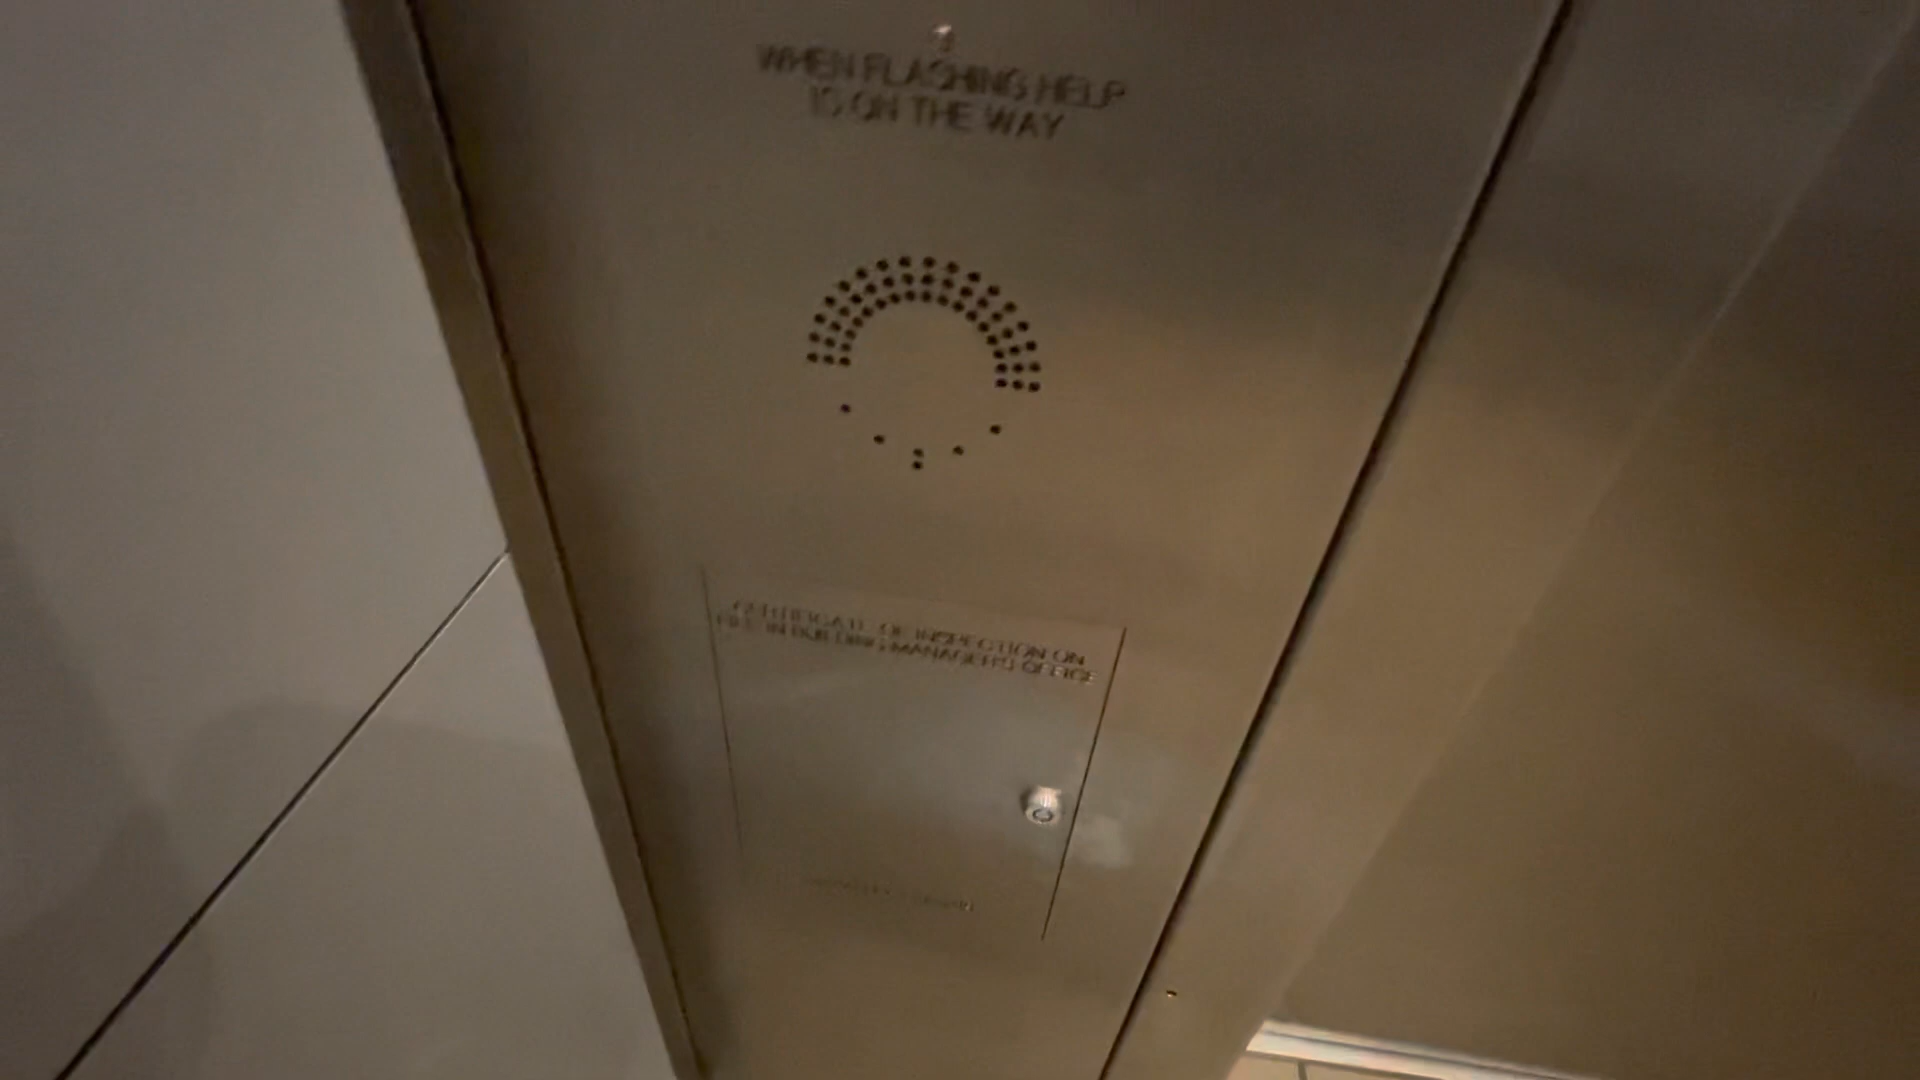 WHEN FLASHING HELP
IS ON THE WAY
CERTIFICATE OF INSPECTION ON
FILE IN BUILDING MANAGER'S OFFICE